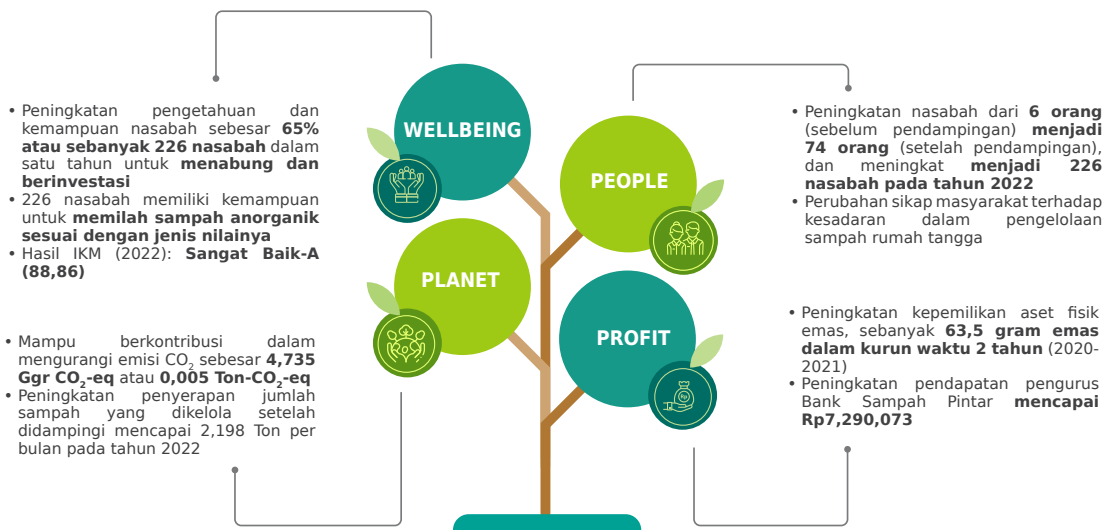 • Peningkatan pengetahuan dan
kemampuan nasabah sebesar 65%
atau sebanyak 226 nasabah dalam
satu tahun untuk menabung dan
berinvestasi
• 226 nasabah memiliki kemampuan
untuk memilah sampah anorganik
sesuai dengan jenis nilainya
• Hasil IKM (2022): Sangat Baik-A
(88,86)
WELLBEING
PEOPLE
• Peningkatan nasabah dari 6 orang
(sebelum pendampingan) menjadi
74 orang (setelah pendampingan),
dan meningkat menjadi 226
nasabah pada tahun 2022
• Perubahan sikap masyarakat terhadap
kesadaran dalam pengelolaan
sampah rumah tangga
• Mampu berkontribusi dalam
mengurangi emisi CO₂ sebesar 4,735
Ggr CO₂-eq atau 0,005 Ton-CO₂-eq
• Peningkatan penyerapan jumlah
sampah yang dikelola setelah
didampingi mencapai 2,198 Ton per
bulan pada tahun 2022
PLANET
PROFIT
Rp
• Peningkatan kepemilikan aset fisik
emas, sebanyak 63,5 gram emas
dalam kurun waktu 2 tahun (2020-
2021)
• Peningkatan pendapatan pengurus
Bank Sampah Pintar mencapai
Rp7,290,073